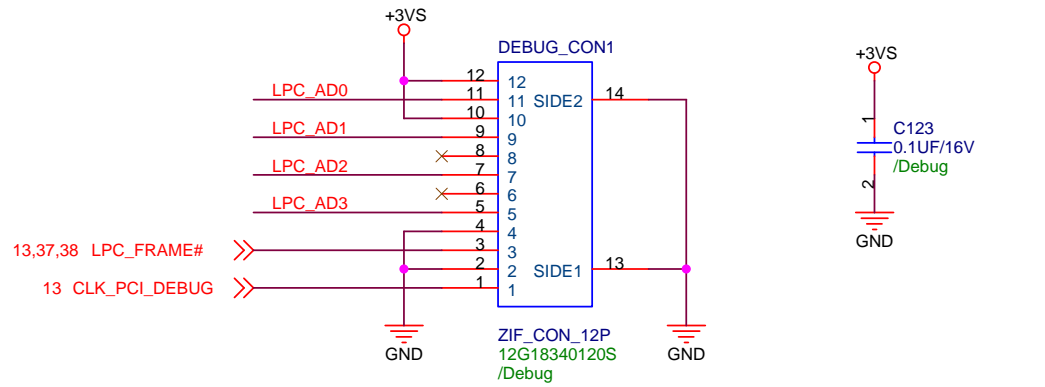 +3VS
DEBUG_CON1
12 12
LPC_AD0 11 11 SIDE2 14
10 10
LPC_AD1 9 9
8 8
LPC_AD2 7 7
6 6
LPC_AD3 5 5
4 4
13,37,38 LPC_FRAME# 3 3
2 2 SIDE1 13
13 CLK_PCI_DEBUG 1 1
GND
ZIF_CON_12P
12G18340120S
/Debug
GND
+3VS
1
C123
0.1UF/16V
/Debug
2
GND